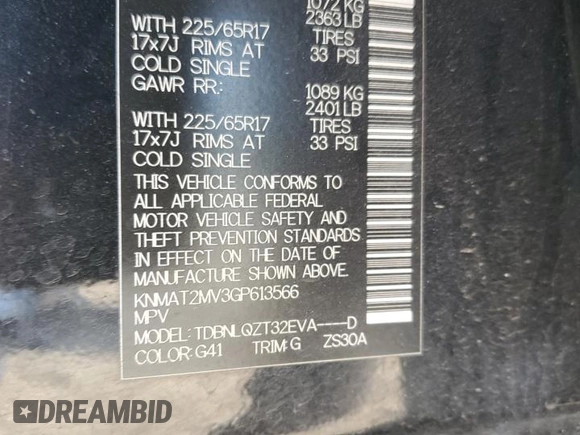 1072 KG
2363 LB
WITH 225/65R17 TIRES
17x7J RIMS AT 33 PSI
COLD SINGLE
GAWR RR: 1089 KG
2401 LB
WITH 225/65R17 TIRES
17x7J RIMS AT 33 PSI
COLD SINGLE
THIS VEHICLE CONFORMS TO
ALL APPLICABLE FEDERAL
MOTOR VEHICLE SAFETY AND
THEFT PREVENTION STANDARDS
IN EFFECT ON THE DATE OF
MANUFACTURE SHOWN ABOVE.
KNMAT2MV3GP613566
MPV
MODEL: TDBNLQZT32EVA----D
COLOR: G41 TRIM: G ZS30A
DREAMBID